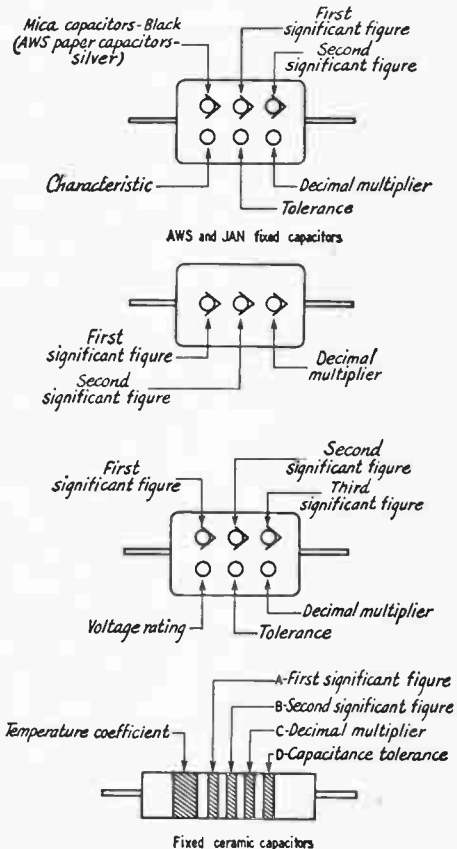 Mica capacitors-Black
(AWS paper capacitors-
silver)
First
significant figure
Second
significant figure
Characteristic
Decimal multiplier
Tolerance
AWS and JAN fixed capacitors
First
significant figure
Second
significant figure
Decimal
multiplier
First
significant figure
Second
significant figure
Third
significant figure
Voltage rating
Decimal multiplier
Tolerance
A-First significant figure
B-Second significant figure
Temperature coefficient
C-Decimal multiplier
D-Capacitance tolerance
Fixed ceramic capacitors